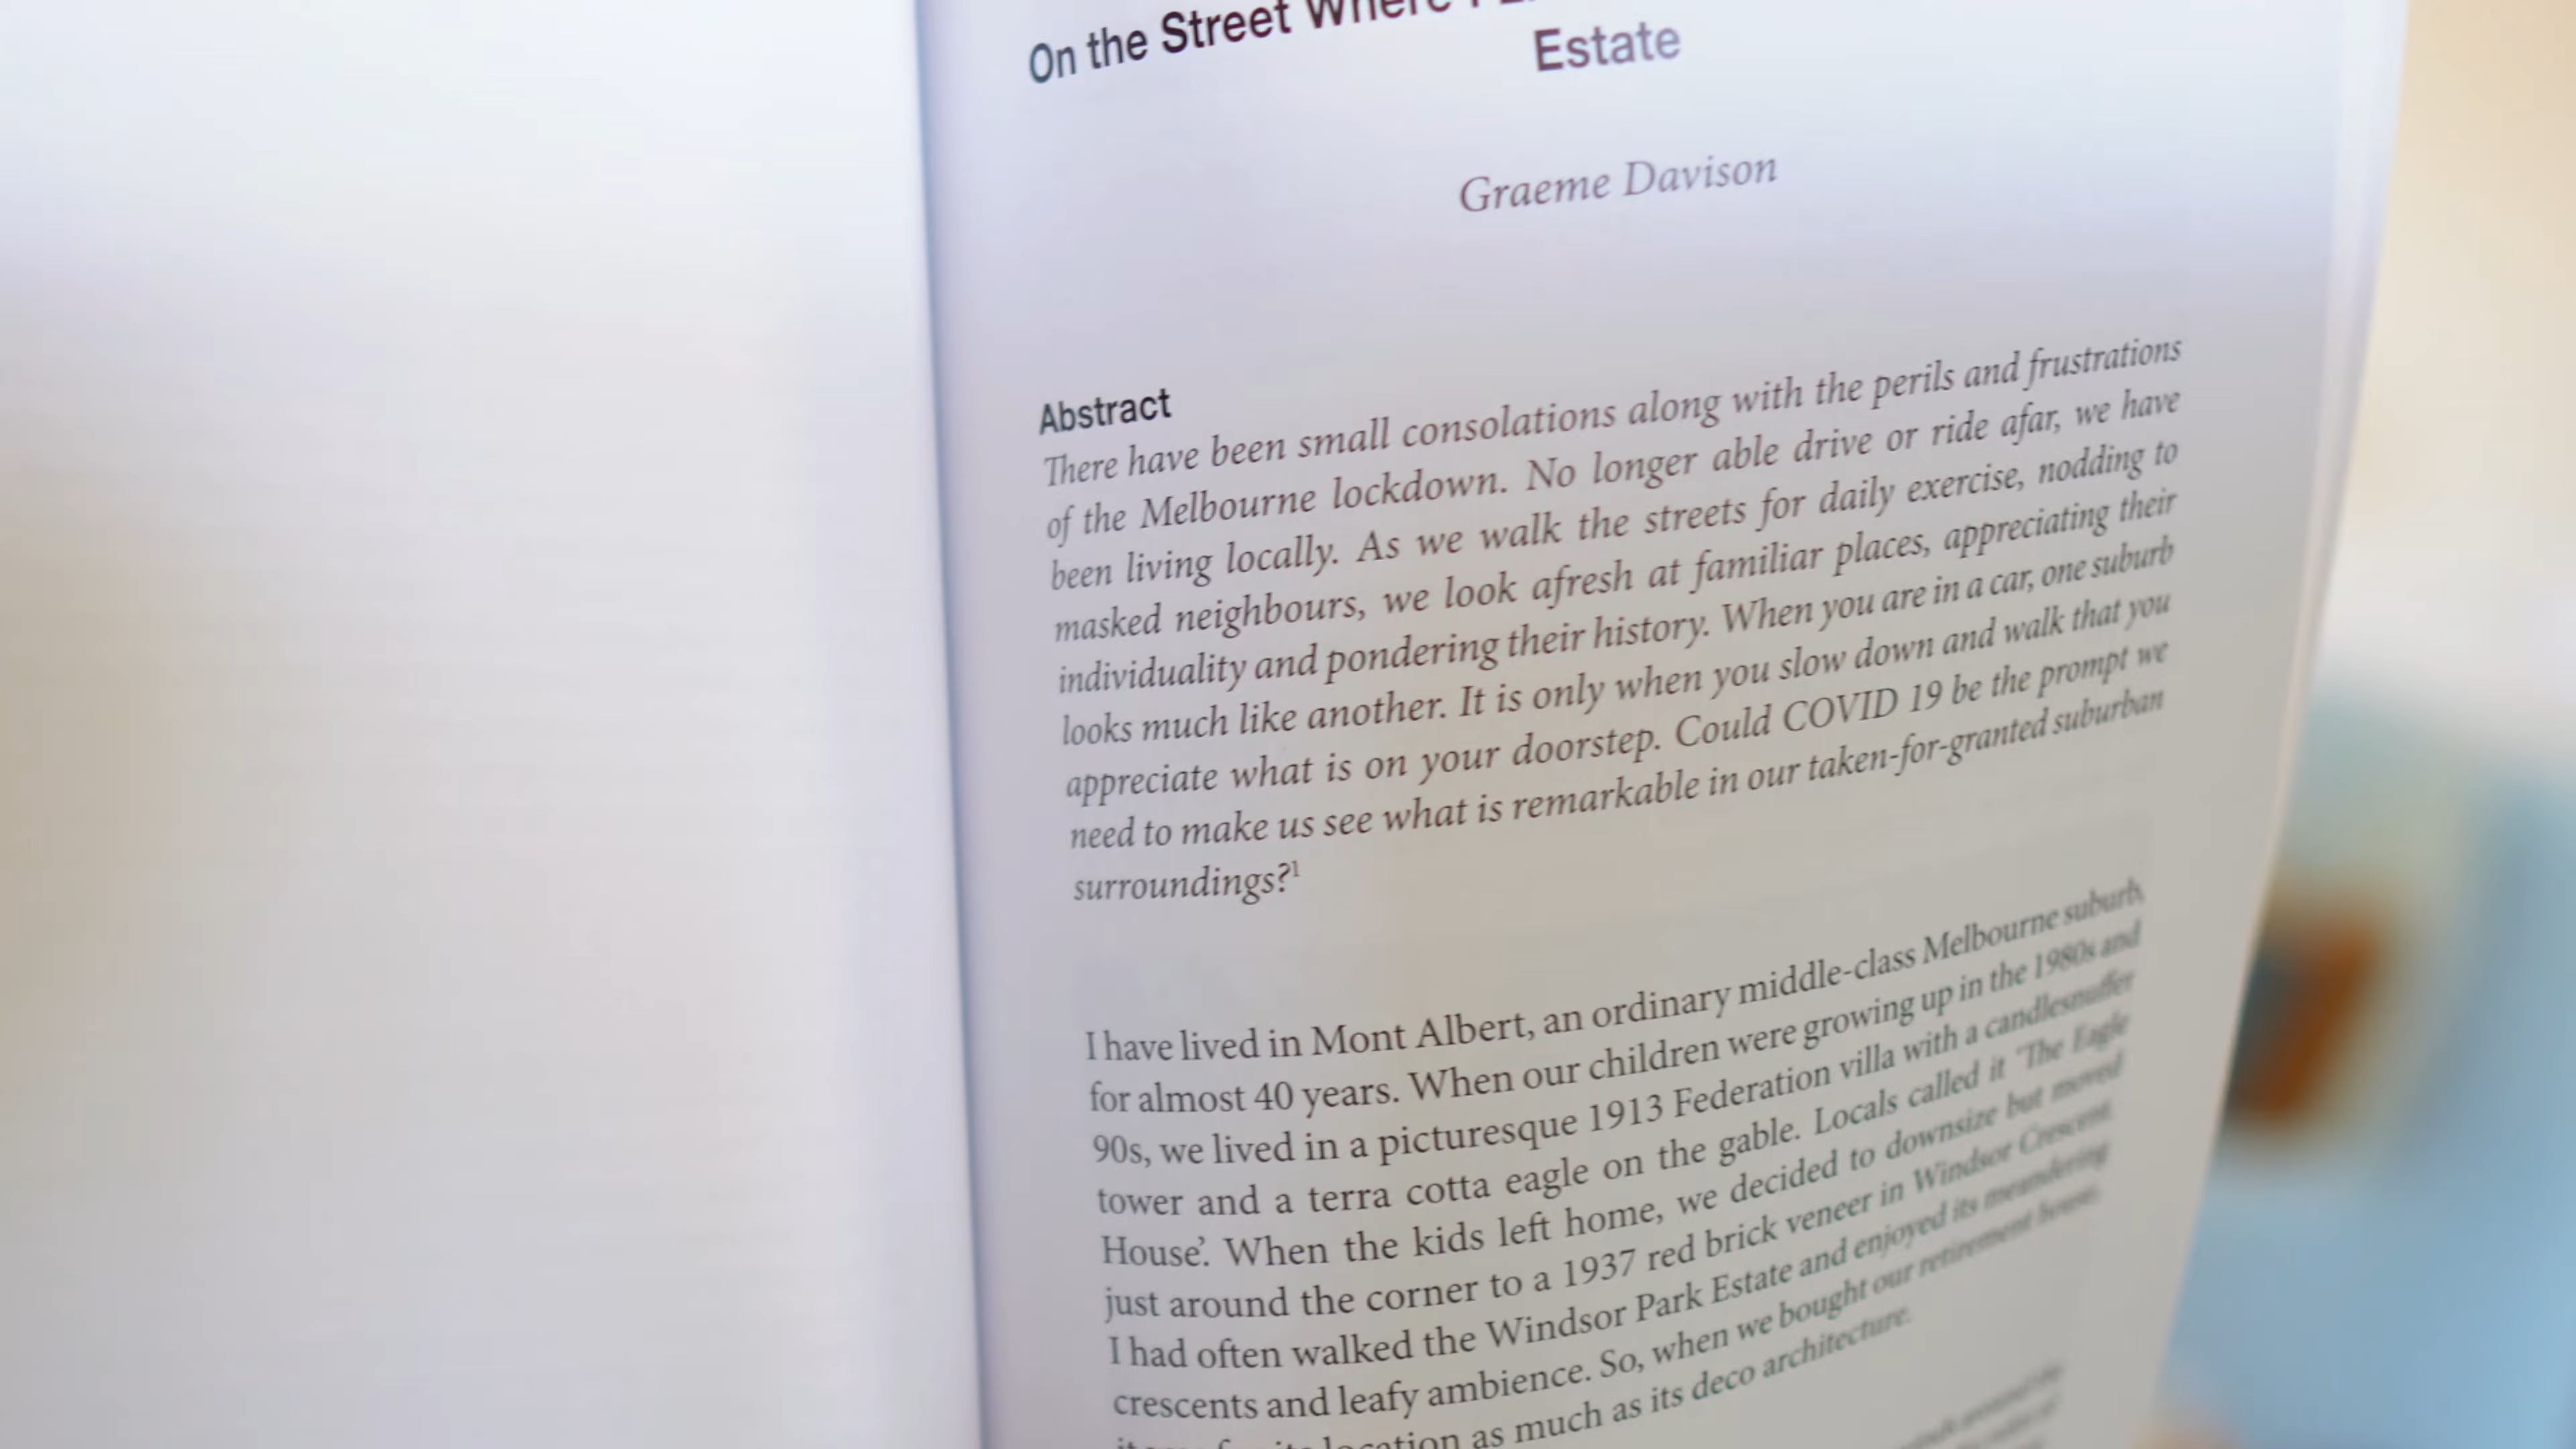 On the Street Where I
Estate
Graeme Davison
Abstract
There have been small consolations along with the perils and frustrations
of the Melbourne lockdown. No longer able drive or ride afar, we have
been living locally. As we walk the streets for daily exercise, nodding to
masked neighbours, we look afresh at familiar places, appreciating their
individuality and pondering their history. When you are in a car, one suburb
looks much like another. It is only when you slow down and walk that you
appreciate what is on your doorstep. Could COVID 19 be the prompt we
need to make us see what is remarkable in our taken-for-granted suburban
surroundings?¹
I have lived in Mont Albert, an ordinary middle-class Melbourne suburb,
for almost 40 years. When our children were growing up in the 1980s and
90s, we lived in a picturesque 1913 Federation villa with a candlesnuffer
tower and a terra cotta eagle on the gable. Locals called it 'The Eagle
House'. When the kids left home, we decided to downsize but moved
just around the corner to a 1937 red brick veneer in Windsor Crescent.
I had often walked the Windsor Park Estate and enjoyed its meandering
crescents and leafy ambience. So, when we bought our retirement house,
location as much as its deco architecture.